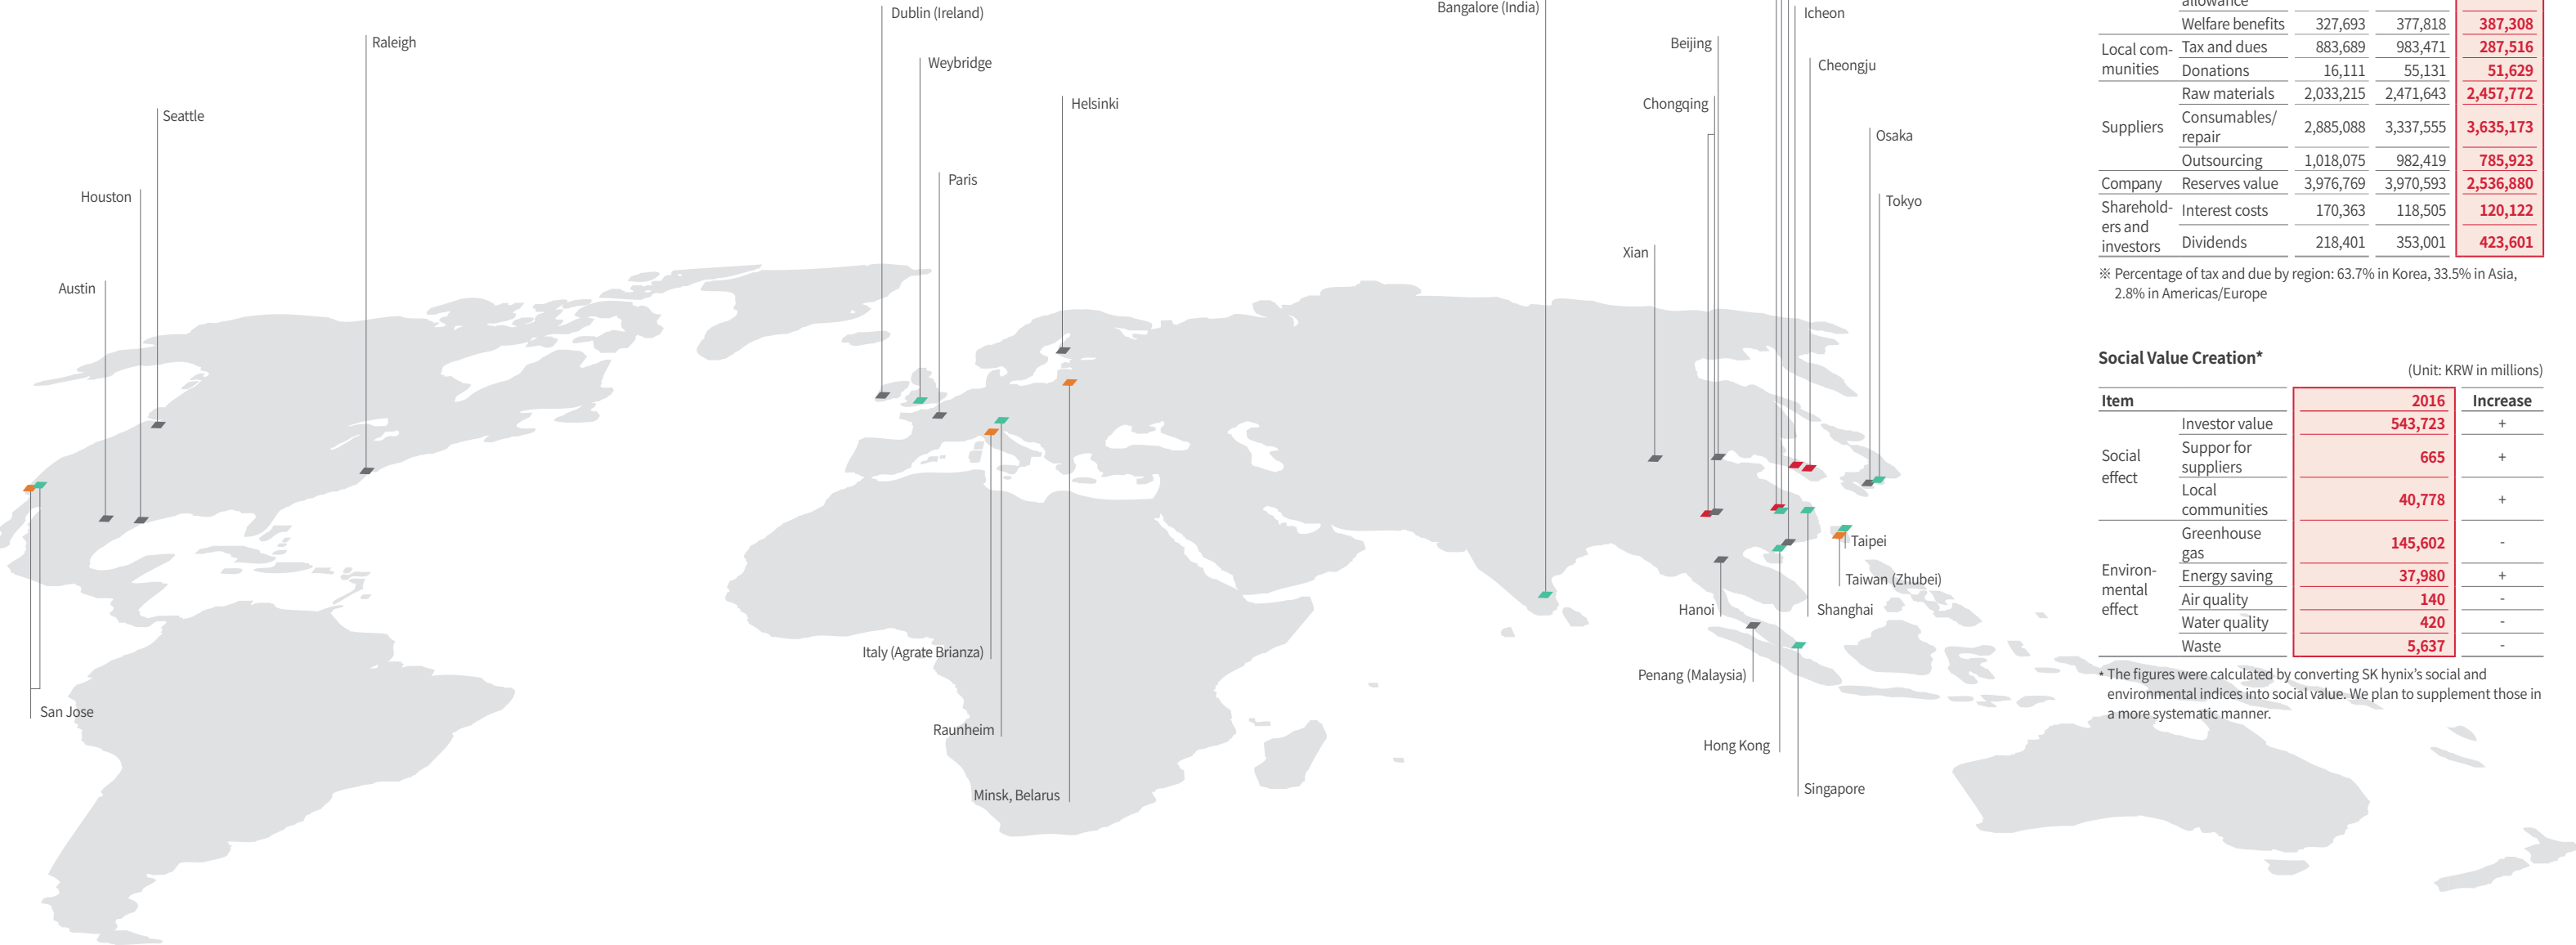 Dublin (Ireland)
Bangalore (India)
Icheon
Raleigh
Beijing
Weybridge
Cheongju
Seattle
Helsinki
Chongqing
Osaka
Houston
Paris
Tokyo
Austin
Xian
Taipei
Taiwan (Zhubei)
Hanoi
Shanghai
Italy (Agrate Brianza)
Penang (Malaysia)
San Jose
Raunheim
Hong Kong
Minsk, Belarus
Singapore
allowance
Welfare benefits 327,693 377,818 387,308
Local com-
munities
Tax and dues 883,689 983,471 287,516
Donations 16,111 55,131 51,629
Suppliers
Raw materials 2,033,215 2,471,643 2,457,772
Consumables/
repair
2,885,088 3,337,555 3,635,173
Outsourcing 1,018,075 982,419 785,923
Company Reserves value 3,976,769 3,970,593 2,536,880
Sharehold-
ers and
investors
Interest costs 170,363 118,505 120,122
Dividends 218,401 353,001 423,601
※ Percentage of tax and due by region: 63.7% in Korea, 33.5% in Asia,
2.8% in Americas/Europe
Social Value Creation*
(Unit: KRW in millions)
Item 2016 Increase
Social
effect
Investor value 543,723 +
Suppor for
suppliers
665 +
Local
communities
40,778 +
Environ-
mental
effect
Greenhouse
gas
145,602 -
Energy saving 37,980 +
Air quality 140 -
Water quality 420 -
Waste 5,637 -
* The figures were calculated by converting SK hynix's social and
environmental indices into social value. We plan to supplement those in
a more systematic manner.